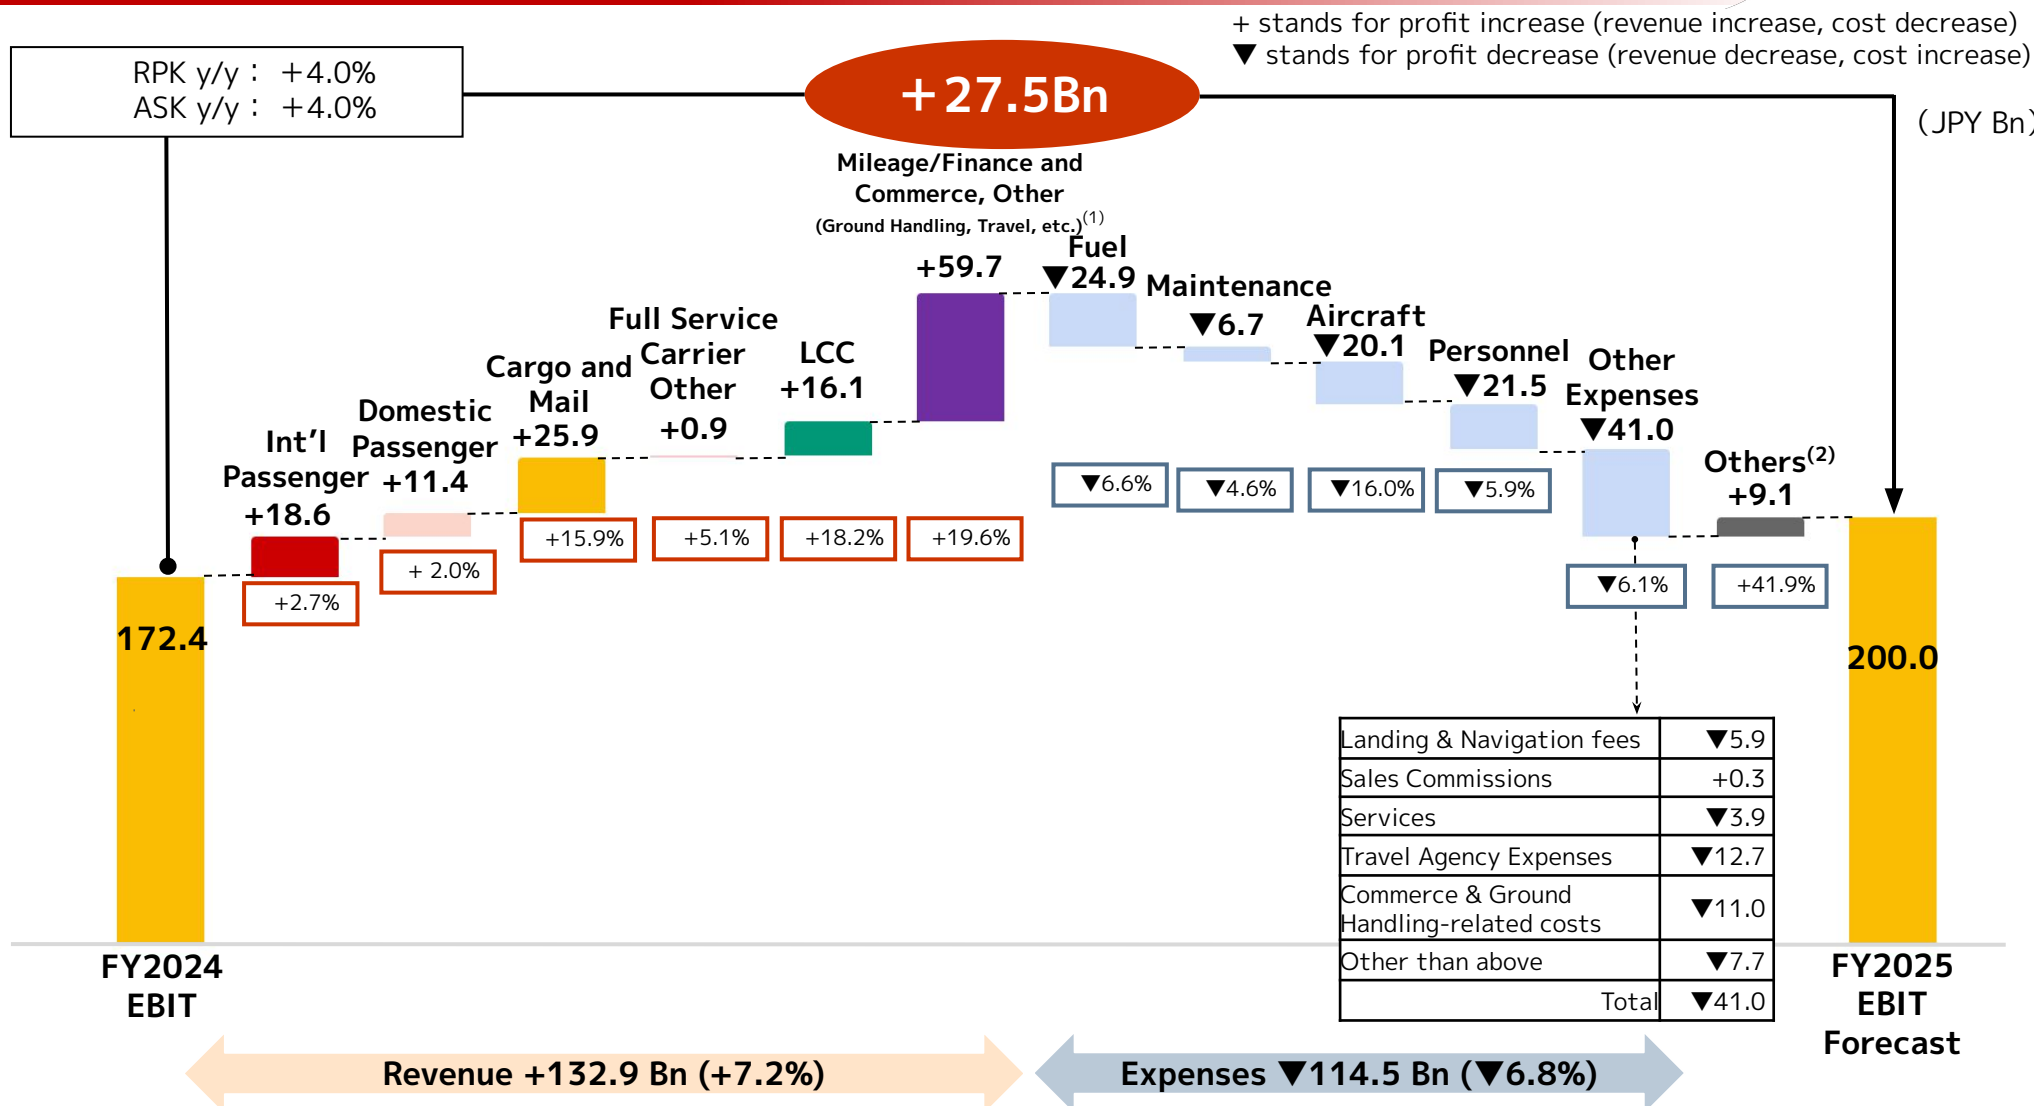 + stands for profit increase (revenue increase, cost decrease)
▼ stands for profit decrease (revenue decrease, cost increase)
(JPY Bn)
RPK y/y： +4.0%
ASK y/y： +4.0%
+27.5Bn
Mileage/Finance and
Commerce, Other
(Ground Handling, Travel, etc.)(1)
+59.7
Fuel
▼24.9
Maintenance
▼6.7
Aircraft
▼20.1
Personnel
▼21.5
Other
Expenses
▼41.0
Others(2)
+9.1
Full Service
Carrier
Other
+0.9
LCC
+16.1
Cargo and
Mail
+25.9
Domestic
Passenger
+11.4
Int’l
Passenger
+18.6
▼6.6%
▼4.6%
▼16.0%
▼5.9%
+15.9%
+5.1%
+18.2%
+19.6%
+ 2.0%
+2.7%
▼6.1%
+41.9%
172.4
200.0
Landing & Navigation fees ▼5.9
Sales Commissions +0.3
Services ▼3.9
Travel Agency Expenses ▼12.7
Commerce & Ground
Handling-related costs ▼11.0
Other than above ▼7.7
Total ▼41.0
FY2024
EBIT
FY2025
EBIT
Forecast
Revenue +132.9 Bn (+7.2%)
Expenses ▼114.5 Bn (▼6.8%)